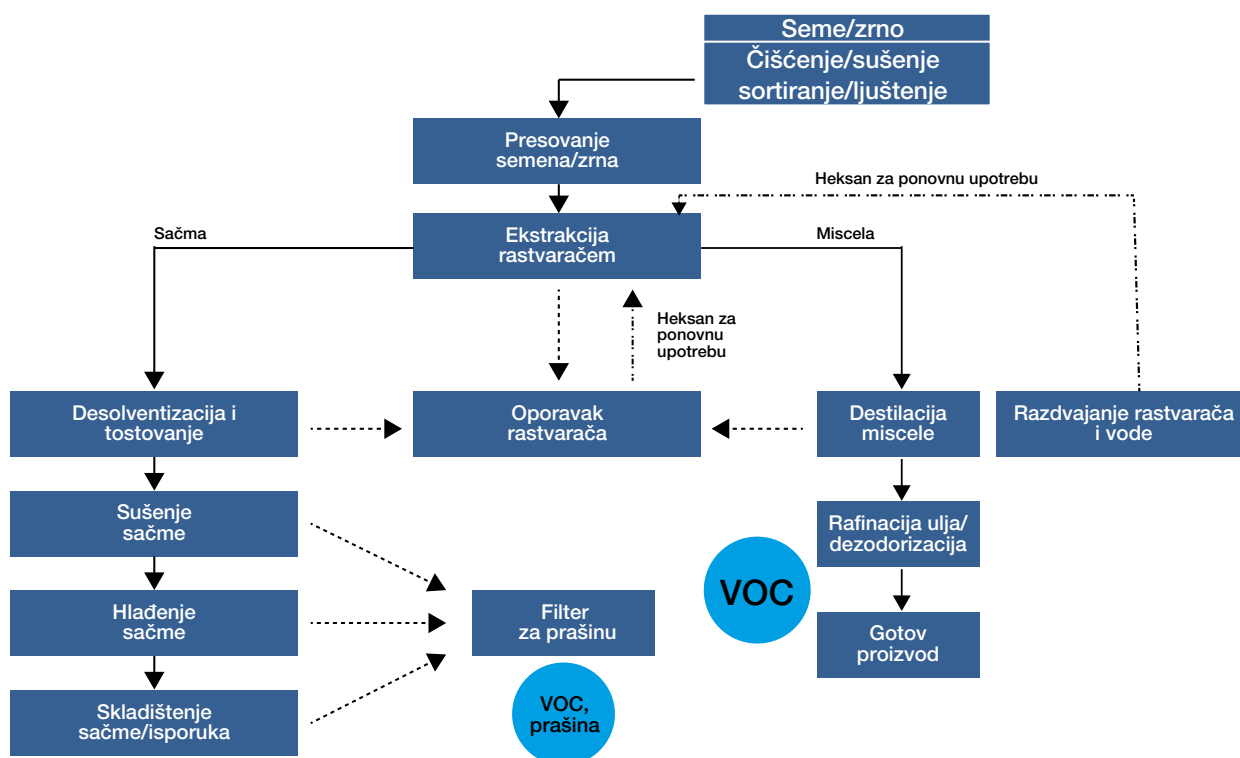 Seme/zrno
Čišćenje/sušenje
sortiranje/ljuštenje
Presovanje
semena/zrna
Heksan za ponovnu upotrebu
Sačma
Ekstrakcija
rastvaračem
Miscela
Heksan za
ponovnu
upotrebu
Desolventizacija i
tostovanje
Oporavak
rastvarača
Destilacija
miscele
Razdvajanje rastvarača
i vode
Sušenje
sačme
Rafinacija ulja/
dezodorizacija
VOC
Hlađenje
sačme
Filter
za prašinu
Gotov
proizvod
Skladištenje
sačme/isporuka
VOC,
prašina